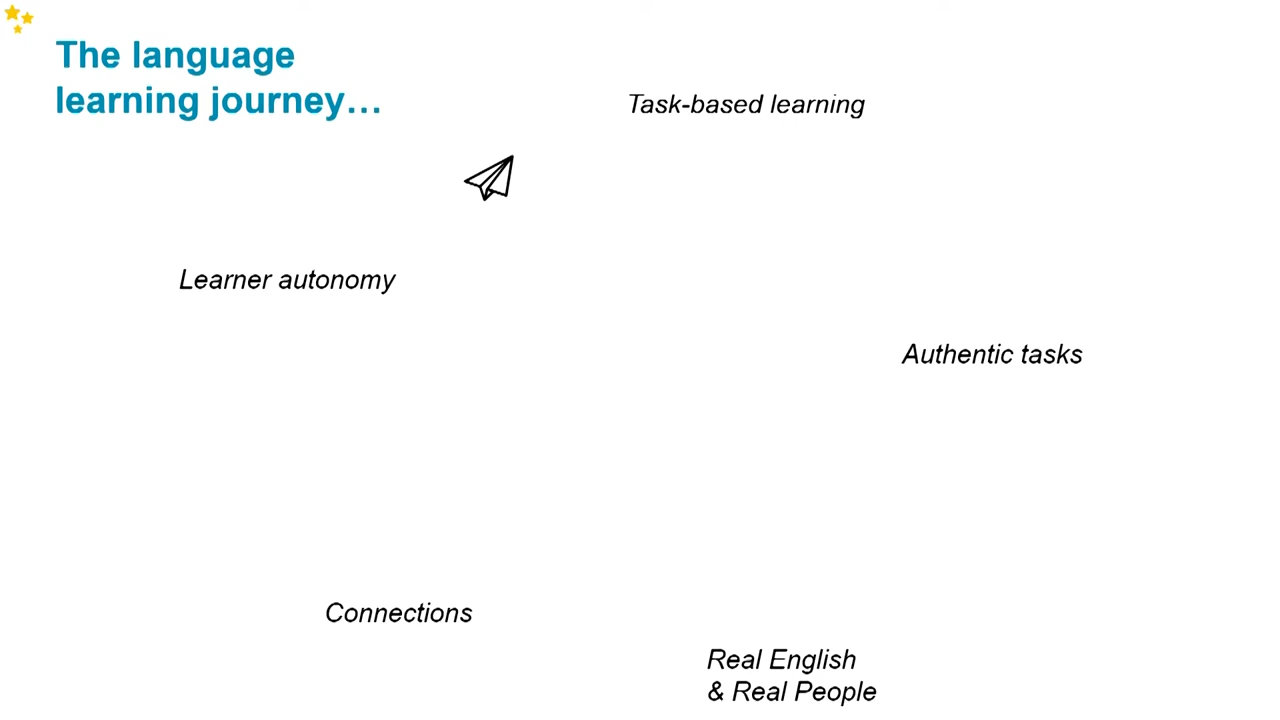 The language
learning journey…
Task-based learning
Learner autonomy
Authentic tasks
Connections
Real English
& Real People